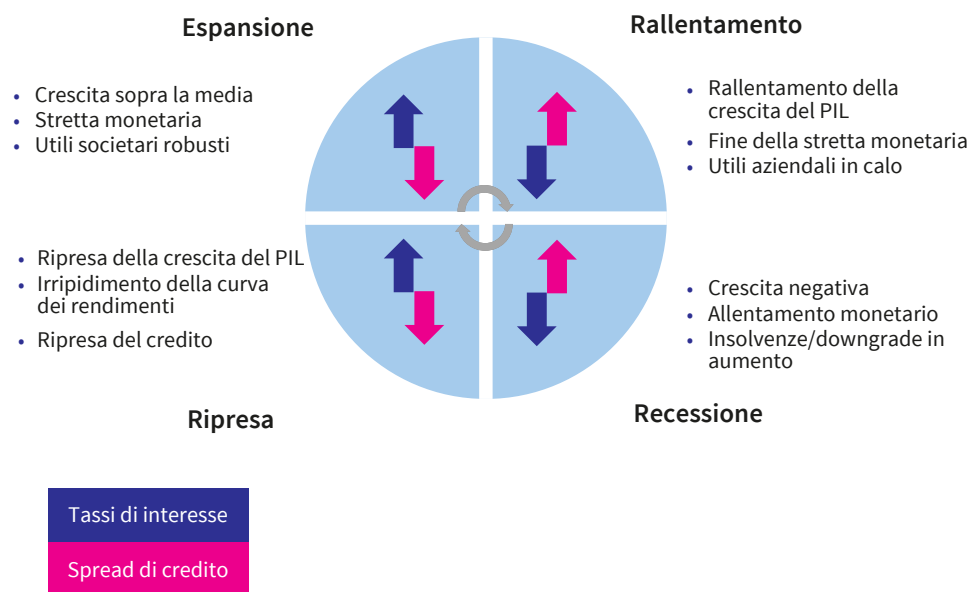 Espansione
• Crescita sopra la media
• Stretta monetaria
• Utili societari robusti
Rallentamento
• Rallentamento della
crescita del PIL
• Fine della stretta monetaria
• Utili aziendali in calo
• Ripresa della crescita del PIL
• Irripidimento della curva
dei rendimenti
• Ripresa del credito
Ripresa
• Crescita negativa
• Allentamento monetario
• Insolvenze/downgrade in
aumento
Recessione
Tassi di interesse
Spread di credito